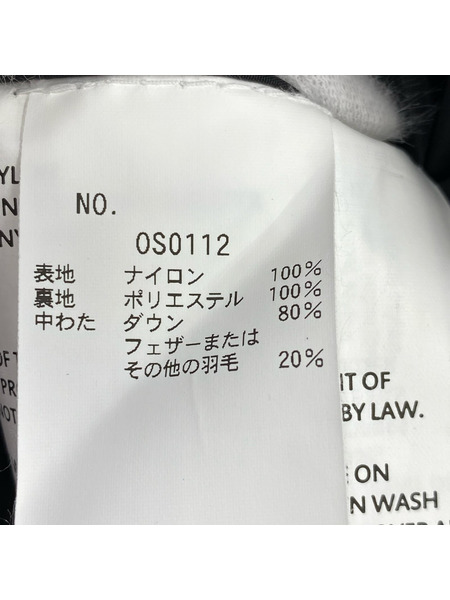 NO.
OS0112
表地 ナイロン 100%
裏地 ポリエステル 100%
中わた ダウン 80%
フェザーまたは
その他の羽毛 20%
OF
IT OF
BY LAW.
ON
WASH